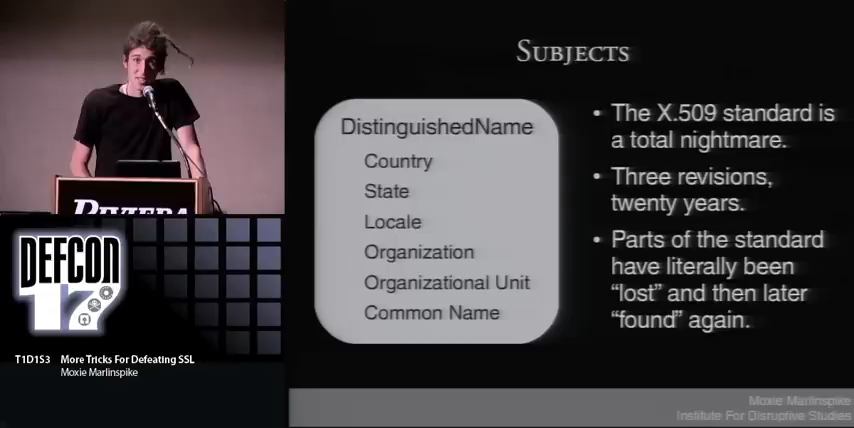 SUBJECTS
DistinguishedName
Country
State
Locale
Organization
Organizational Unit
Common Name
• The X.509 standard is
a total nightmare.
• Three revisions,
twenty years.
• Parts of the standard
have literally been
“lost” and then later
“found” again.
RIVIERA
DEFCON
17
T1D1S3 More Tricks For Defeating SSL
Moxie Marlinspike
Moxie Marlinspike
Institute For Disruptive Studies